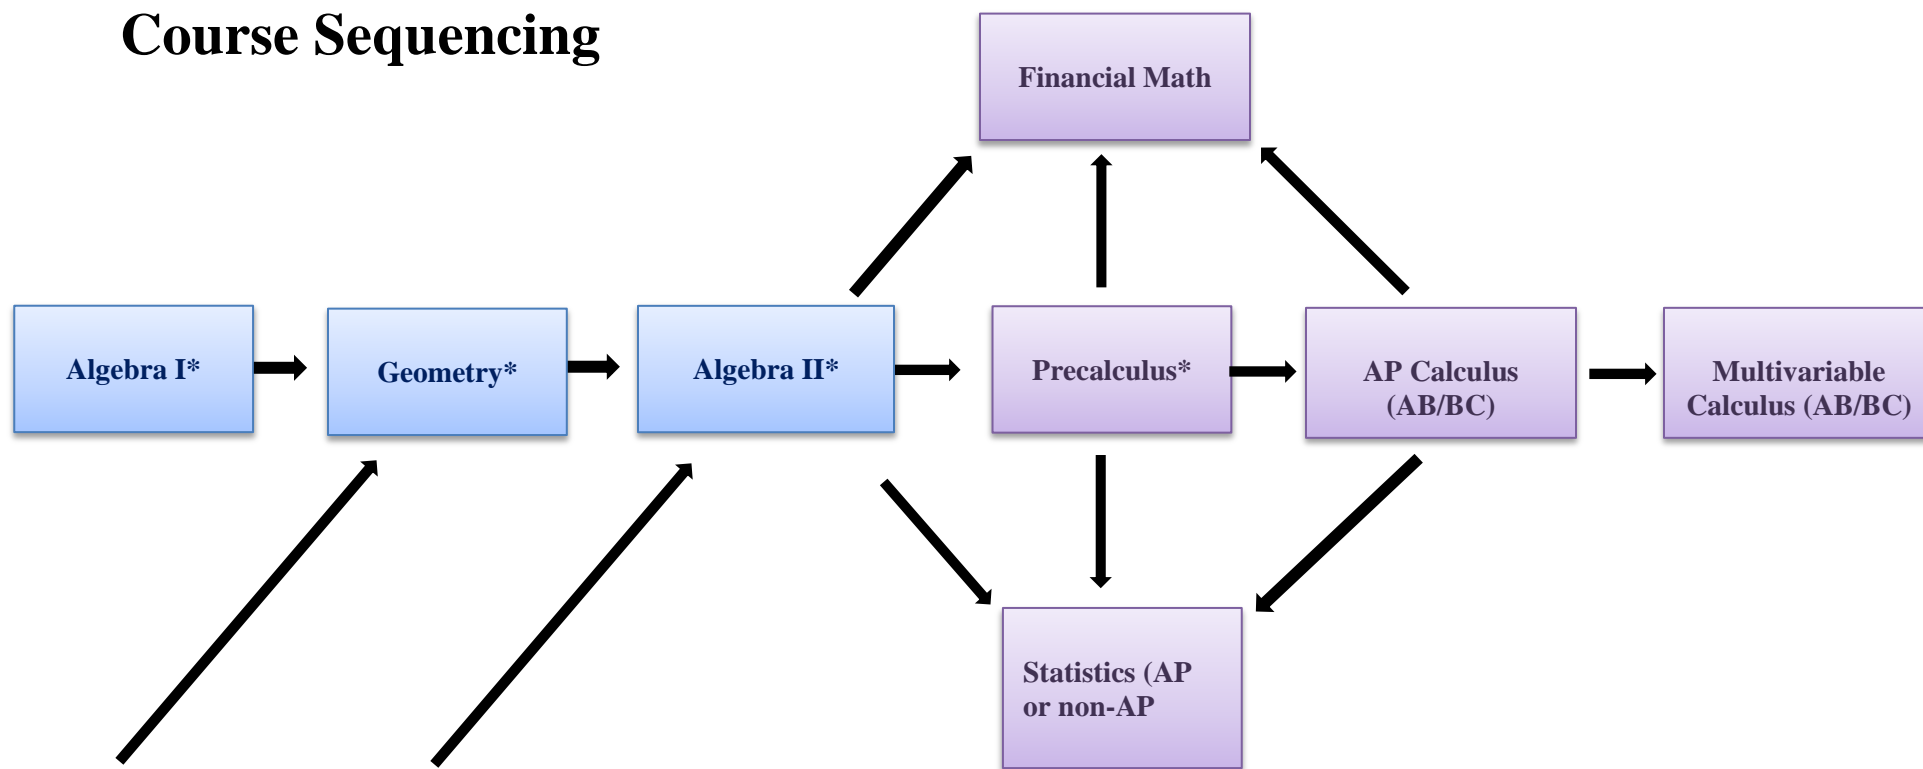 Course Sequencing
Financial Math
Algebra I*
Geometry*
Algebra II*
Precalculus*
AP Calculus
(AB/BC)
Multivariable
Calculus (AB/BC)
Statistics (AP
or non-AP